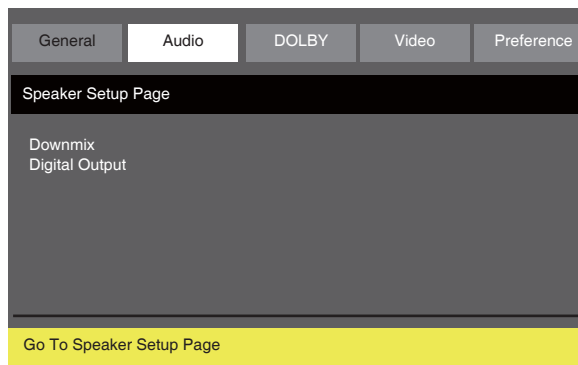 General Audio DOLBY Video Preference
Speaker Setup Page
Downmix
Digital Output
Go To Speaker Setup Page